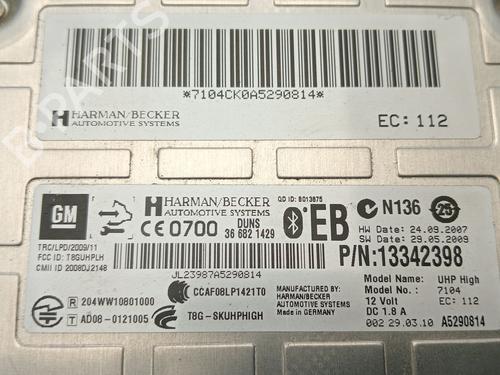 *7104CK0A5290814*
HARMAN/BECKER
AUTOMOTIVE SYSTEMS
EC: 112
GM
HARMAN/BECKER
AUTOMOTIVE SYSTEMS
QD ID: B013875
CE 0700
DUNS
36 682 1429
EB
N136
25
HW Date: 24.09.2007
SW Date: 29.05.2009
TRC/LPD/2009/11
FCC ID: T8GUHPLH
CMII ID: 2008DJ2148
P/N:13342398
JL23987A5290814
R 204WW10801000
T AD08-0121005
CCAF08LP1421T0
T8G-SKUHPHIGH
MANUFACTURED BY:
HARMAN/BECKER
AUTOMOTIVE SYSTEMS
Made in GERMANY
Model Name: UHP High
Model No.: 7104
12 Volt EC: 112
DC 1.8 A
002 29.03.10 A5290814